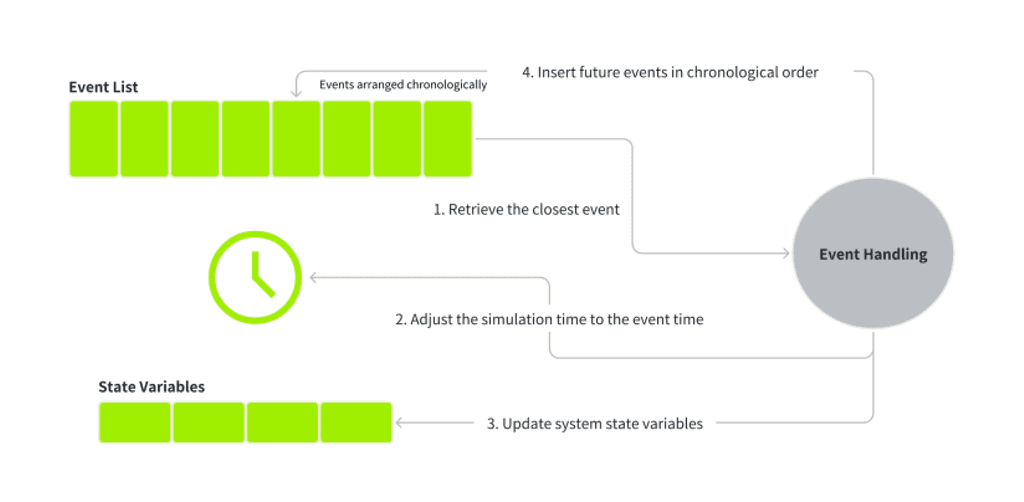 4. Insert future events in chronological order
Events arranged chronologically
Event List
1. Retrieve the closest event
Event Handling
2. Adjust the simulation time to the event time
State Variables
3. Update system state variables